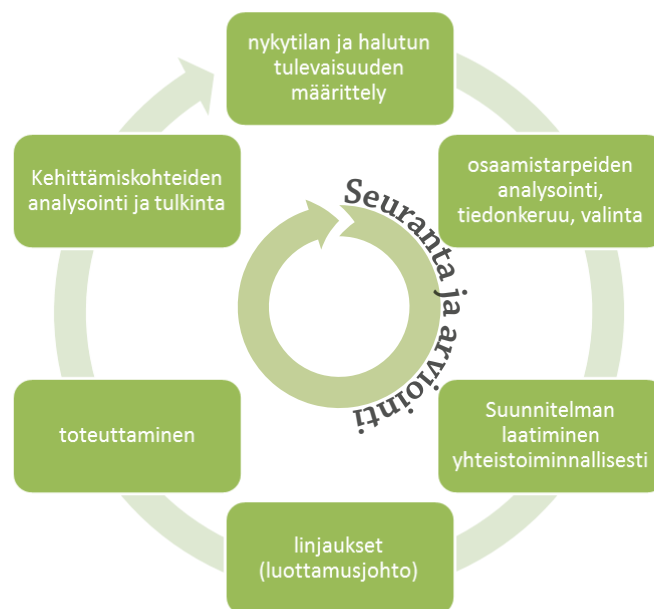 nykytilan ja halutun
tulevaisuuden
määrittely
osaamistarpeiden
analysointi,
tiedonkeruu, valinta
Suunnitelman
laatiminen
yhteistoiminnallisesti
linjaukset
(luottamusjohto)
toteuttaminen
Kehittämiskohteiden
analysointi ja tulkinta
Seuranta ja arviointi